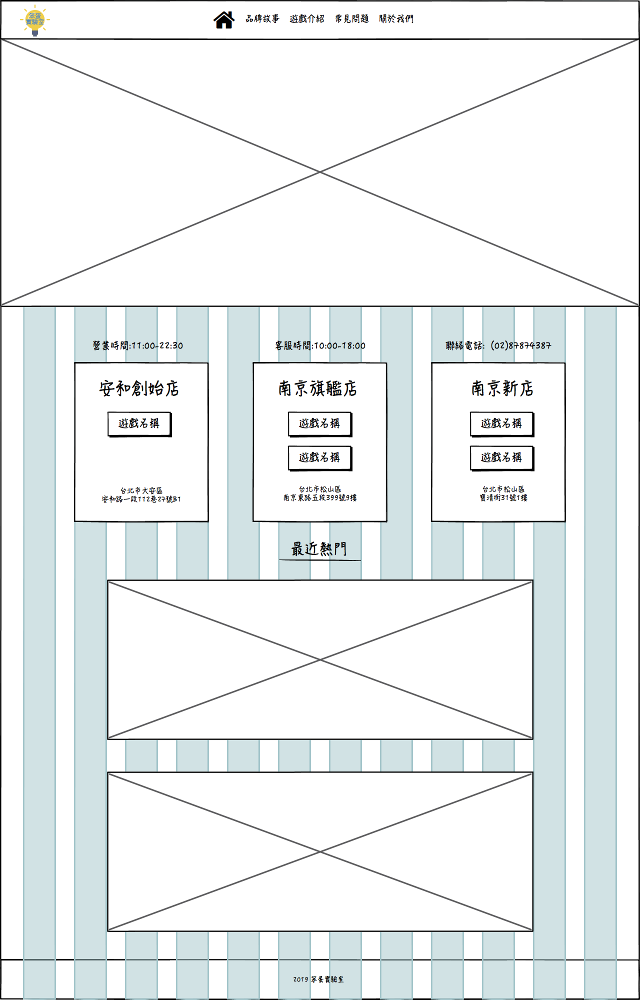 笨蛋
實驗室
品牌故事 遊戲介紹 常見問題 關於我們
營業時間:11:00-22:30
客服時間:10:00-18:00
聯絡電話: (02)87874387
安和創始店
遊戲名稱
台北市大安區
安和路一段112巷27號B1
南京旗艦店
遊戲名稱
遊戲名稱
台北市松山區
南京東路五段399號9樓
南京新店
遊戲名稱
遊戲名稱
台北市松山區
寶清街31號1樓
最近熱門
2019 笨蛋實驗室